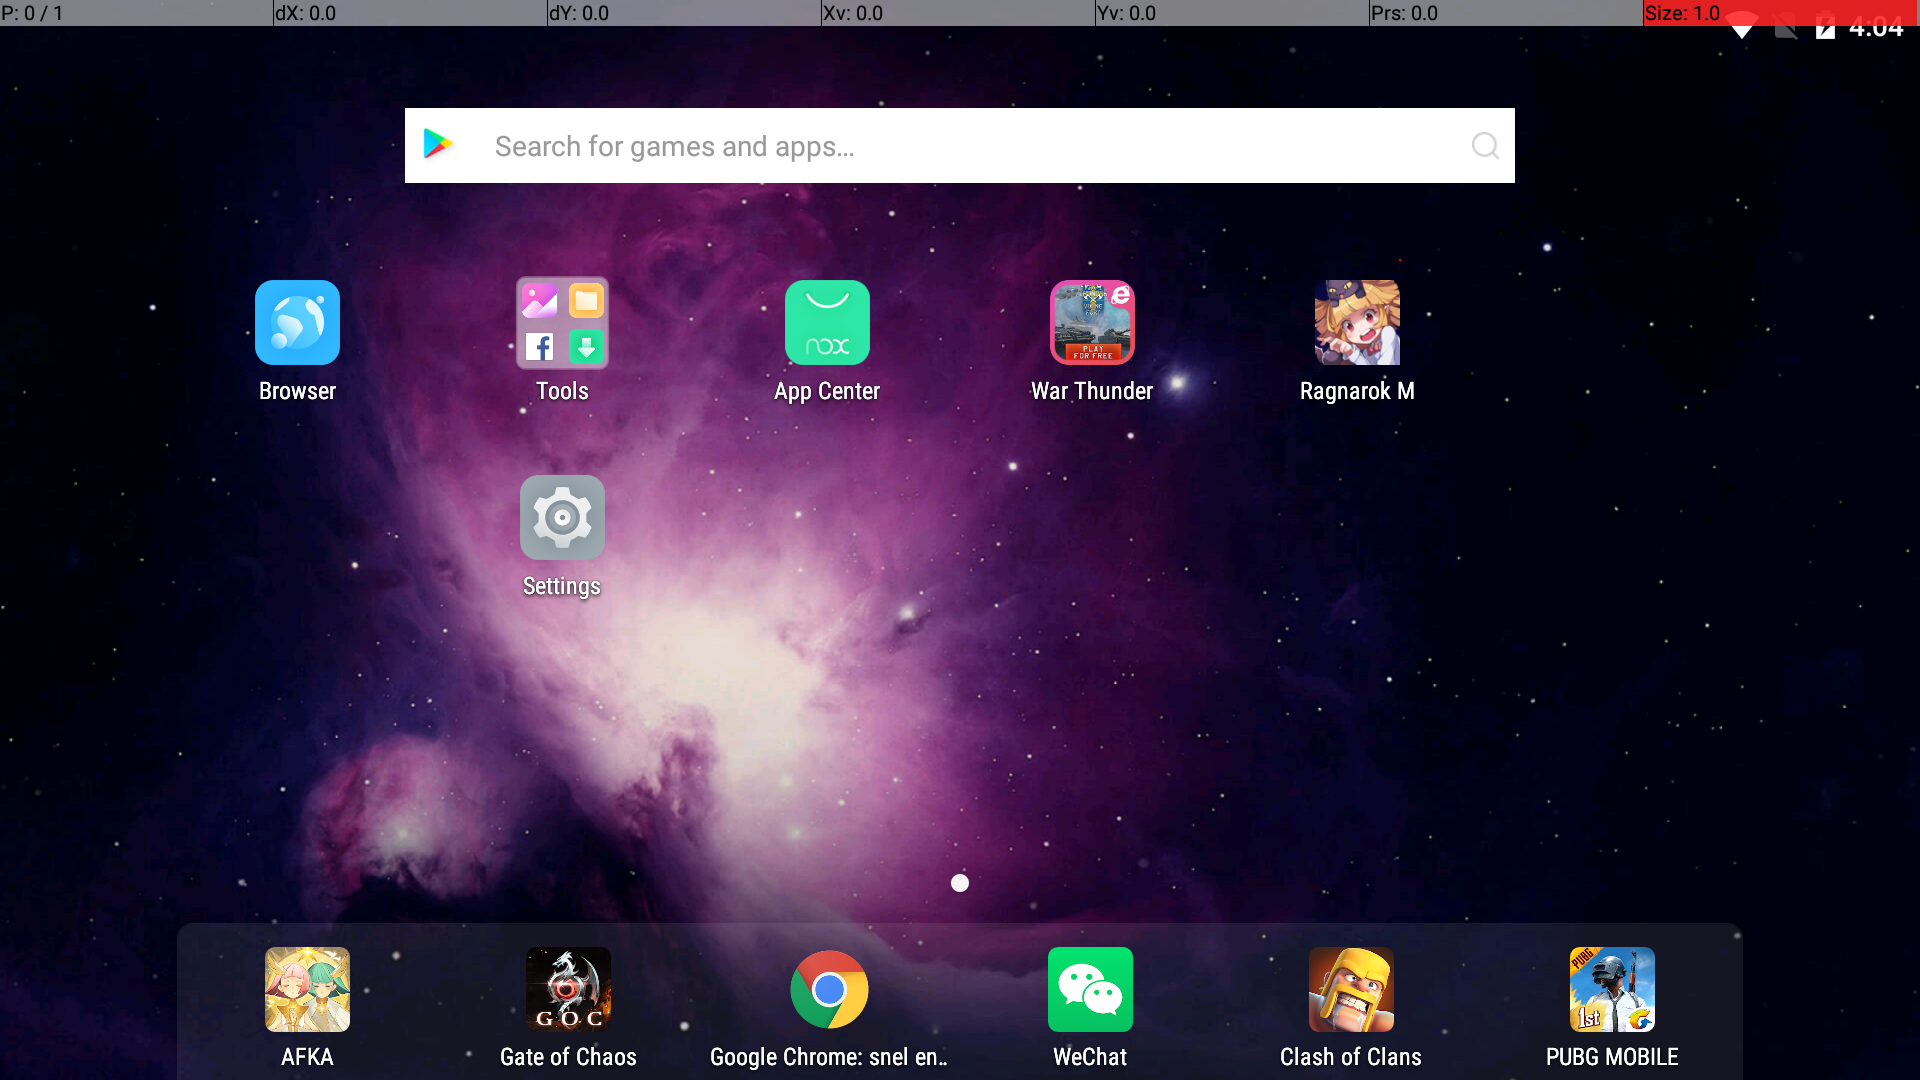 P: 0 / 1 dX: 0.0 dY: 0.0 Xv: 0.0 Yv: 0.0 Prs: 0.0 Size: 1.0
4:04
Search for games and apps...
nox
PLAY
FOR FREE
Browser Tools App Center War Thunder Ragnarok M
Settings
GOC
PUBG
1st
AFKA Gate of Chaos Google Chrome: snel en.. WeChat Clash of Clans PUBG MOBILE